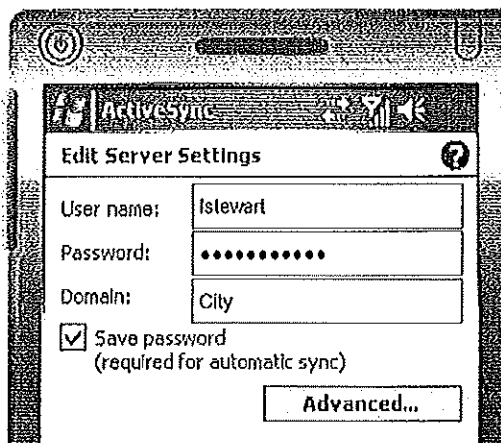 ActiveSync
Edit Server Settings
User name: lstewart
Password: •••••••••••
Domain: City
Save password
(required for automatic sync)
Advanced...